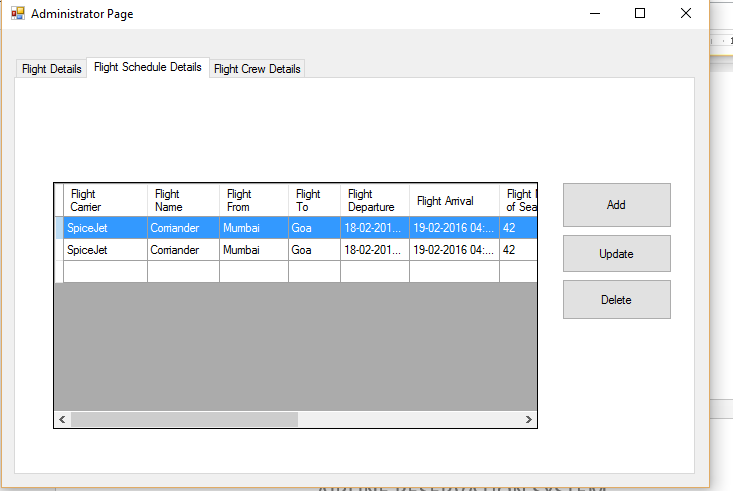 Administrator Page
Flight Details Flight Schedule Details Flight Crew Details
Flight Carrier Flight Name Flight From Flight To Flight Departure Flight Arrival Flight of Sea
SpiceJet Corriander Mumbai Goa 18-02-201... 19-02-2016 04:... 42
SpiceJet Corriander Mumbai Goa 18-02-201... 19-02-2016 04:... 42
Add
Update
Delete